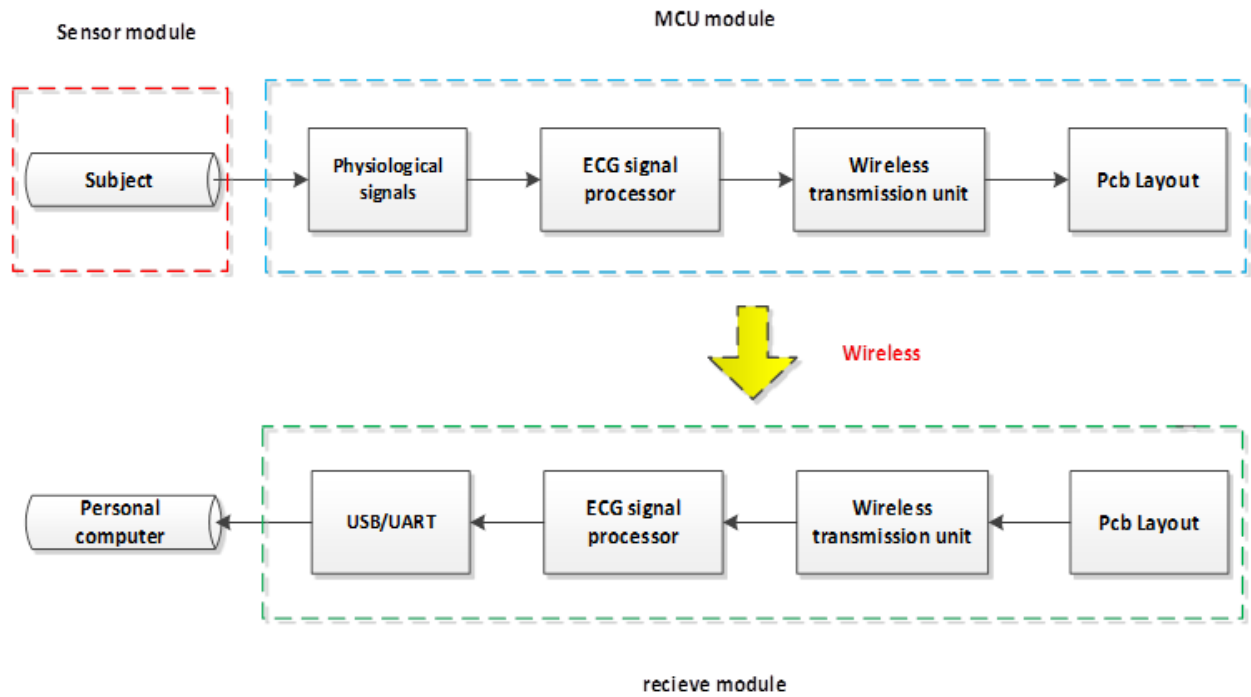 Sensor module
MCU module
Subject
Physiological
signals
ECG signal
processor
Wireless
transmission unit
Pcb Layout
Wireless
Personal
computer
USB/UART
ECG signal
processor
Wireless
transmission unit
Pcb Layout
recieve module